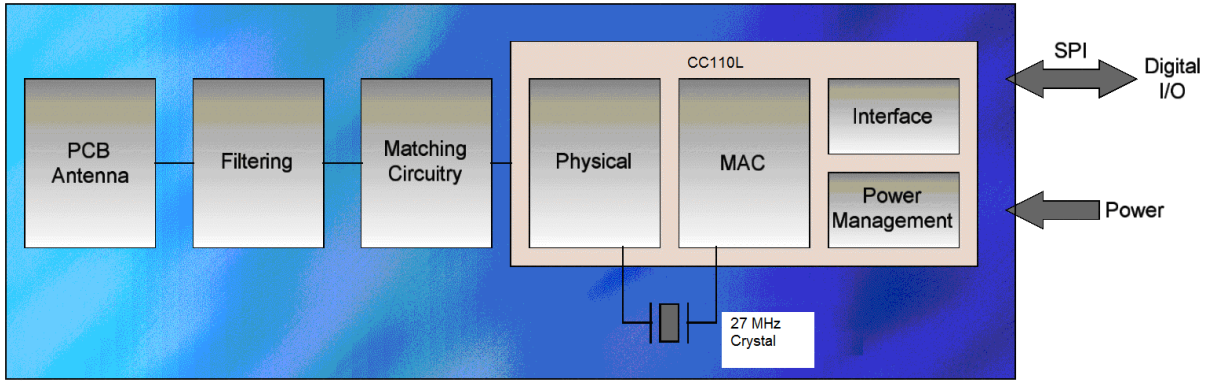 CC110L
PCB
Antenna
Filtering
Matching
Circuitry
Physical
MAC
Interface
Power
Management
27 MHz
Crystal
SPI
Digital
I/O
Power